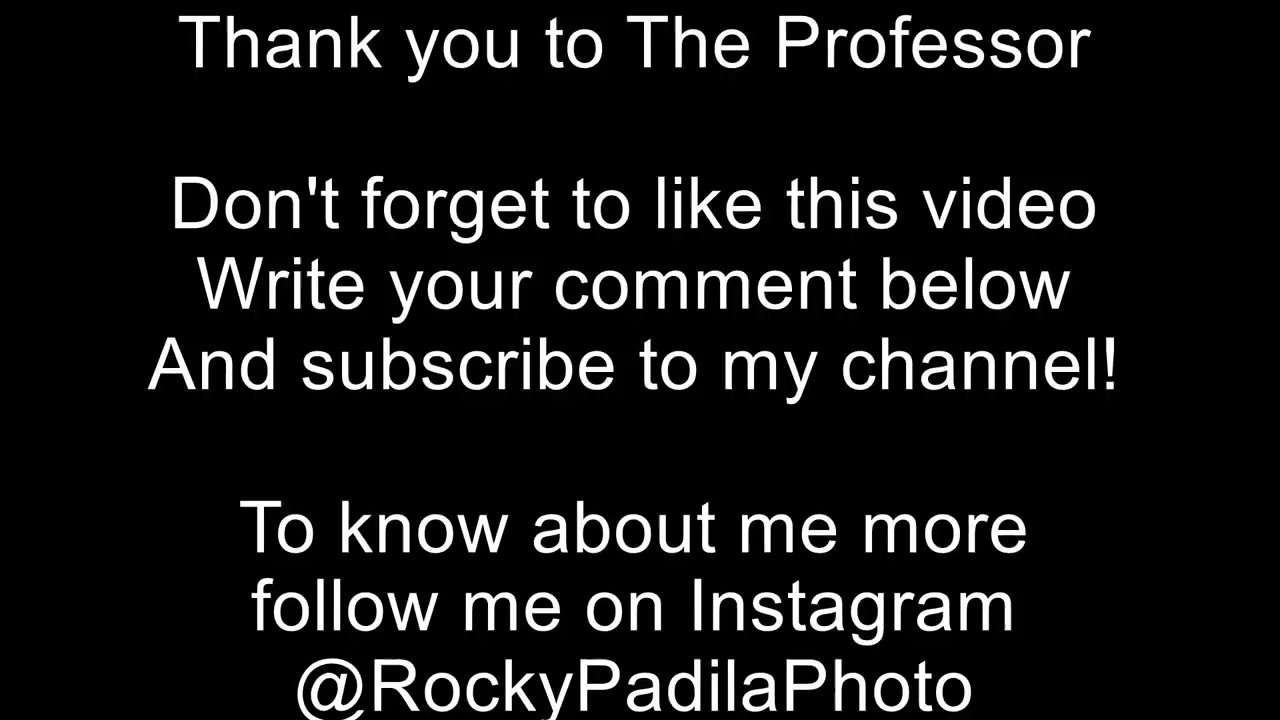 Thank you to The Professor
Don't forget to like this video
Write your comment below
And subscribe to my channel!
To know about me more
follow me on Instagram
@RockyPadilaPhoto